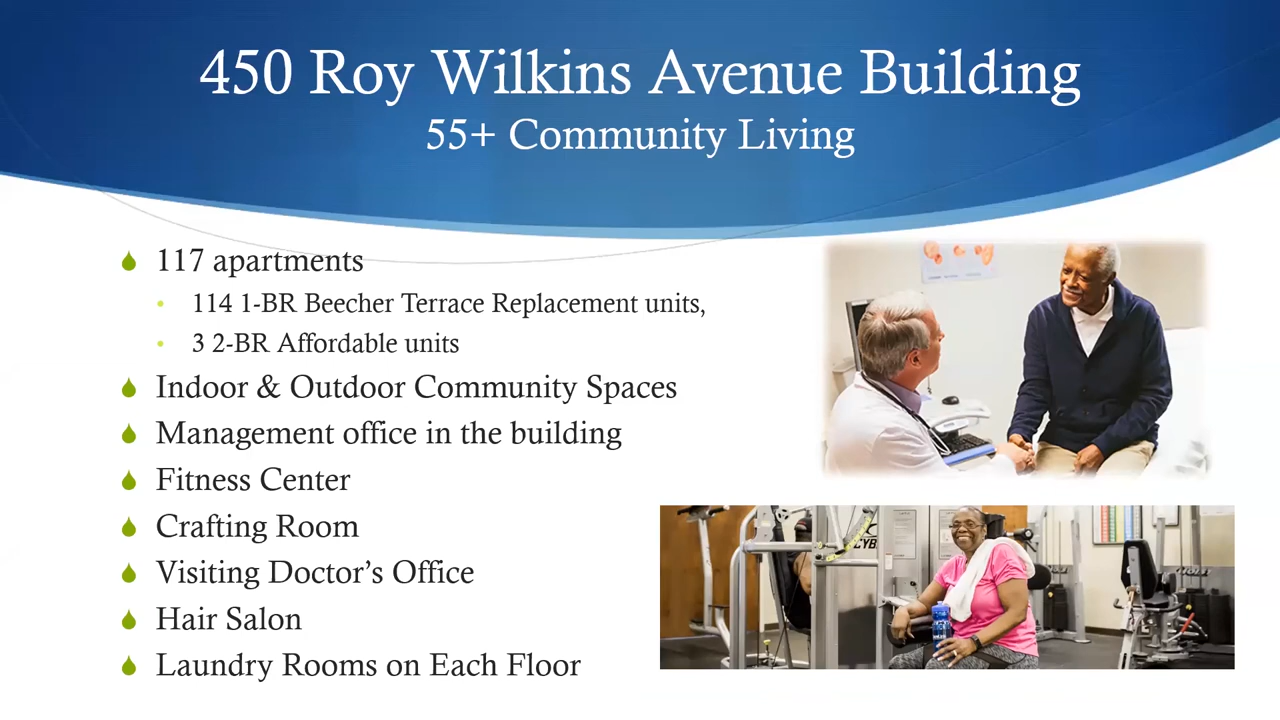 450 Roy Wilkins Avenue Building
55+ Community Living
117 apartments
114 1-BR Beecher Terrace Replacement units,
3 2-BR Affordable units
Indoor & Outdoor Community Spaces
Management office in the building
Fitness Center
Crafting Room
Visiting Doctor's Office
Hair Salon
Laundry Rooms on Each Floor